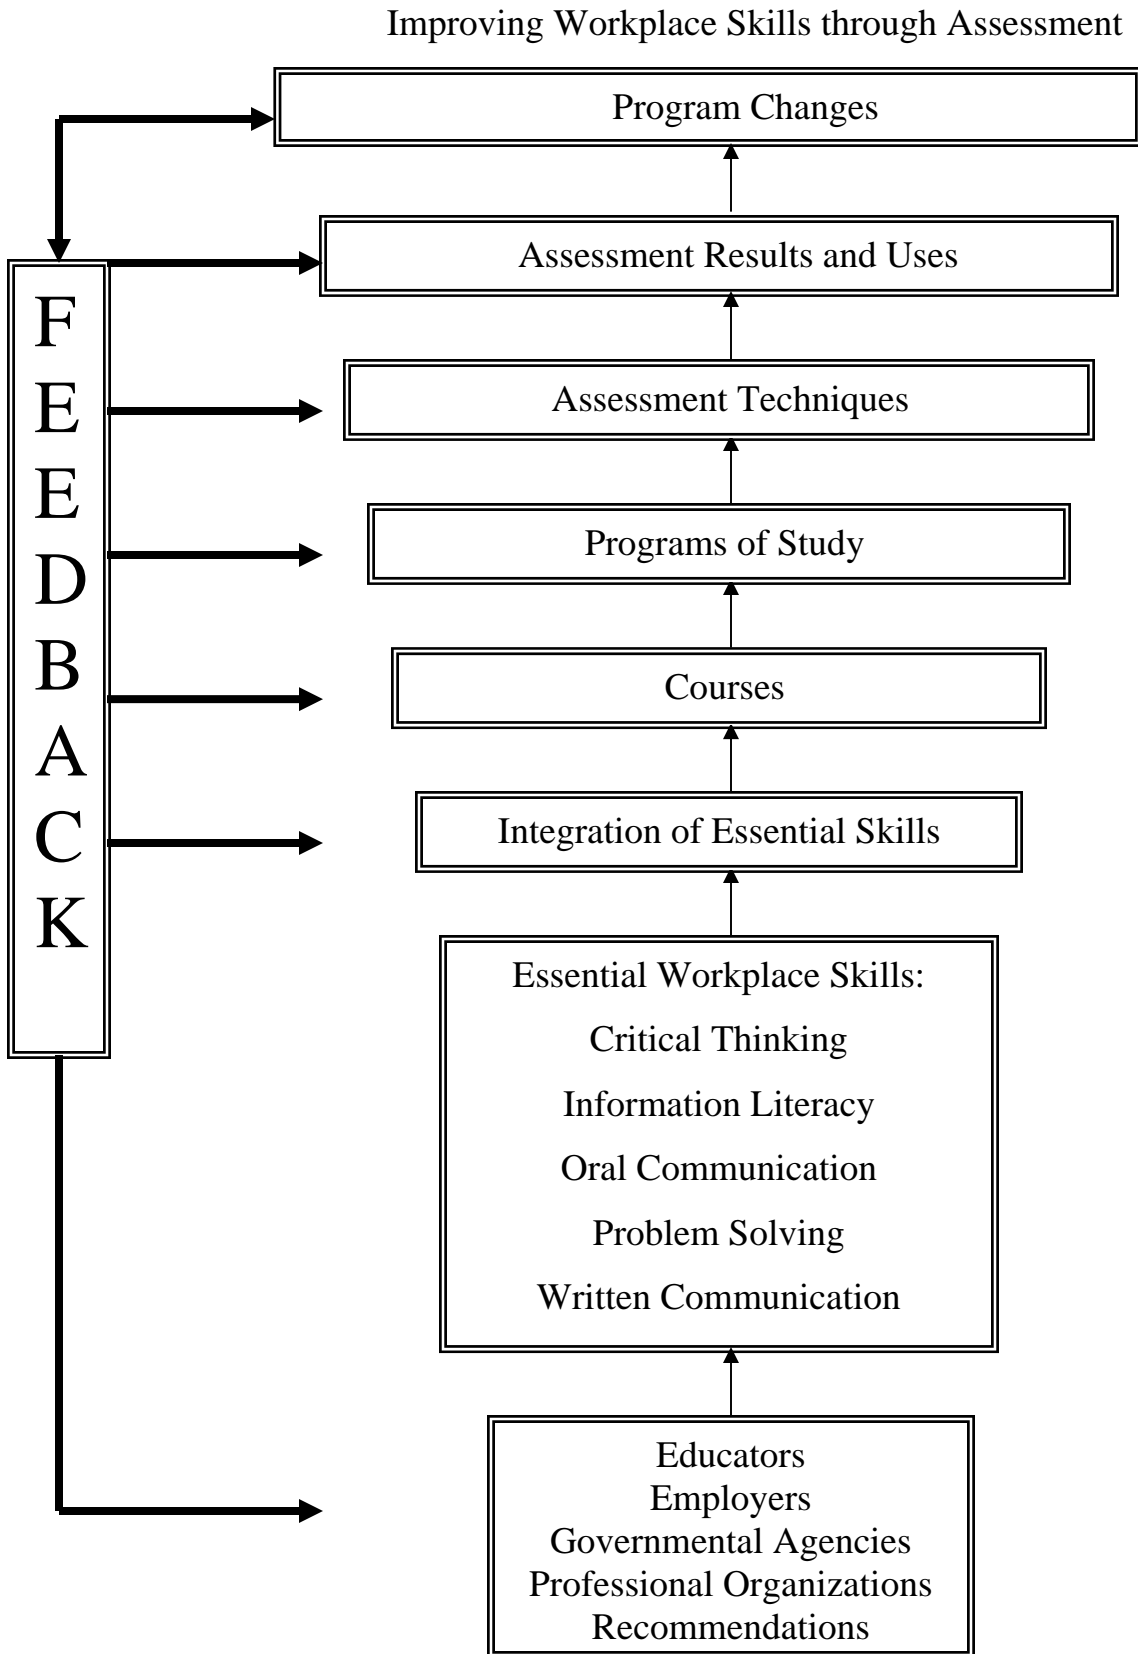 Improving Workplace Skills through Assessment
Program Changes
Assessment Results and Uses
Assessment Techniques
Programs of Study
Courses
Integration of Essential Skills
Essential Workplace Skills:
Critical Thinking
Information Literacy
Oral Communication
Problem Solving
Written Communication
Educators
Employers
Governmental Agencies
Professional Organizations
Recommendations
F
E
E
D
B
A
C
K